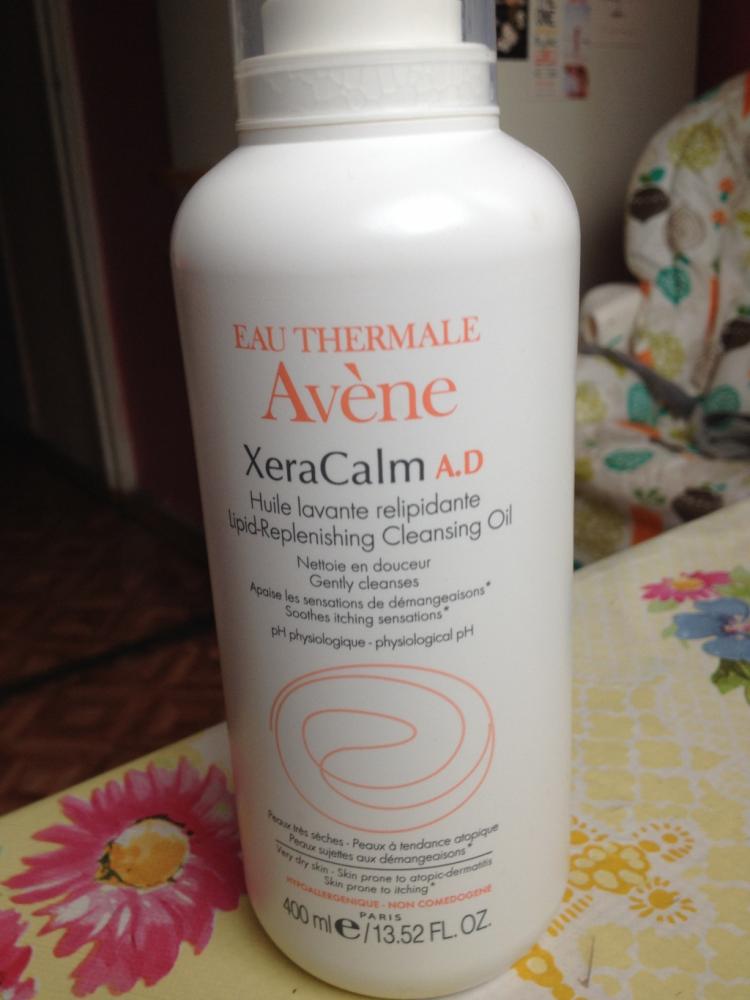 EAU THERMALE
Avène
XeraCalm A.D
Huile lavante relipidante
Lipid-Replenishing Cleansing Oil
Nettoie en douceur
Gently cleanses
Apaise les sensations de démangeaisons*
Soothes itching sensations*
pH physiologique - physiological pH
Peaux très sèches - Peaux à tendance atopique
Peaux sujettes aux démangeaisons*
Very dry skin - Skin prone to atopic-dermatitis
Skin prone to itching*
HYPOALLERGENIQUE - NON COMEDOGENE
PARIS
400 ml e / 13.52 FL. OZ.